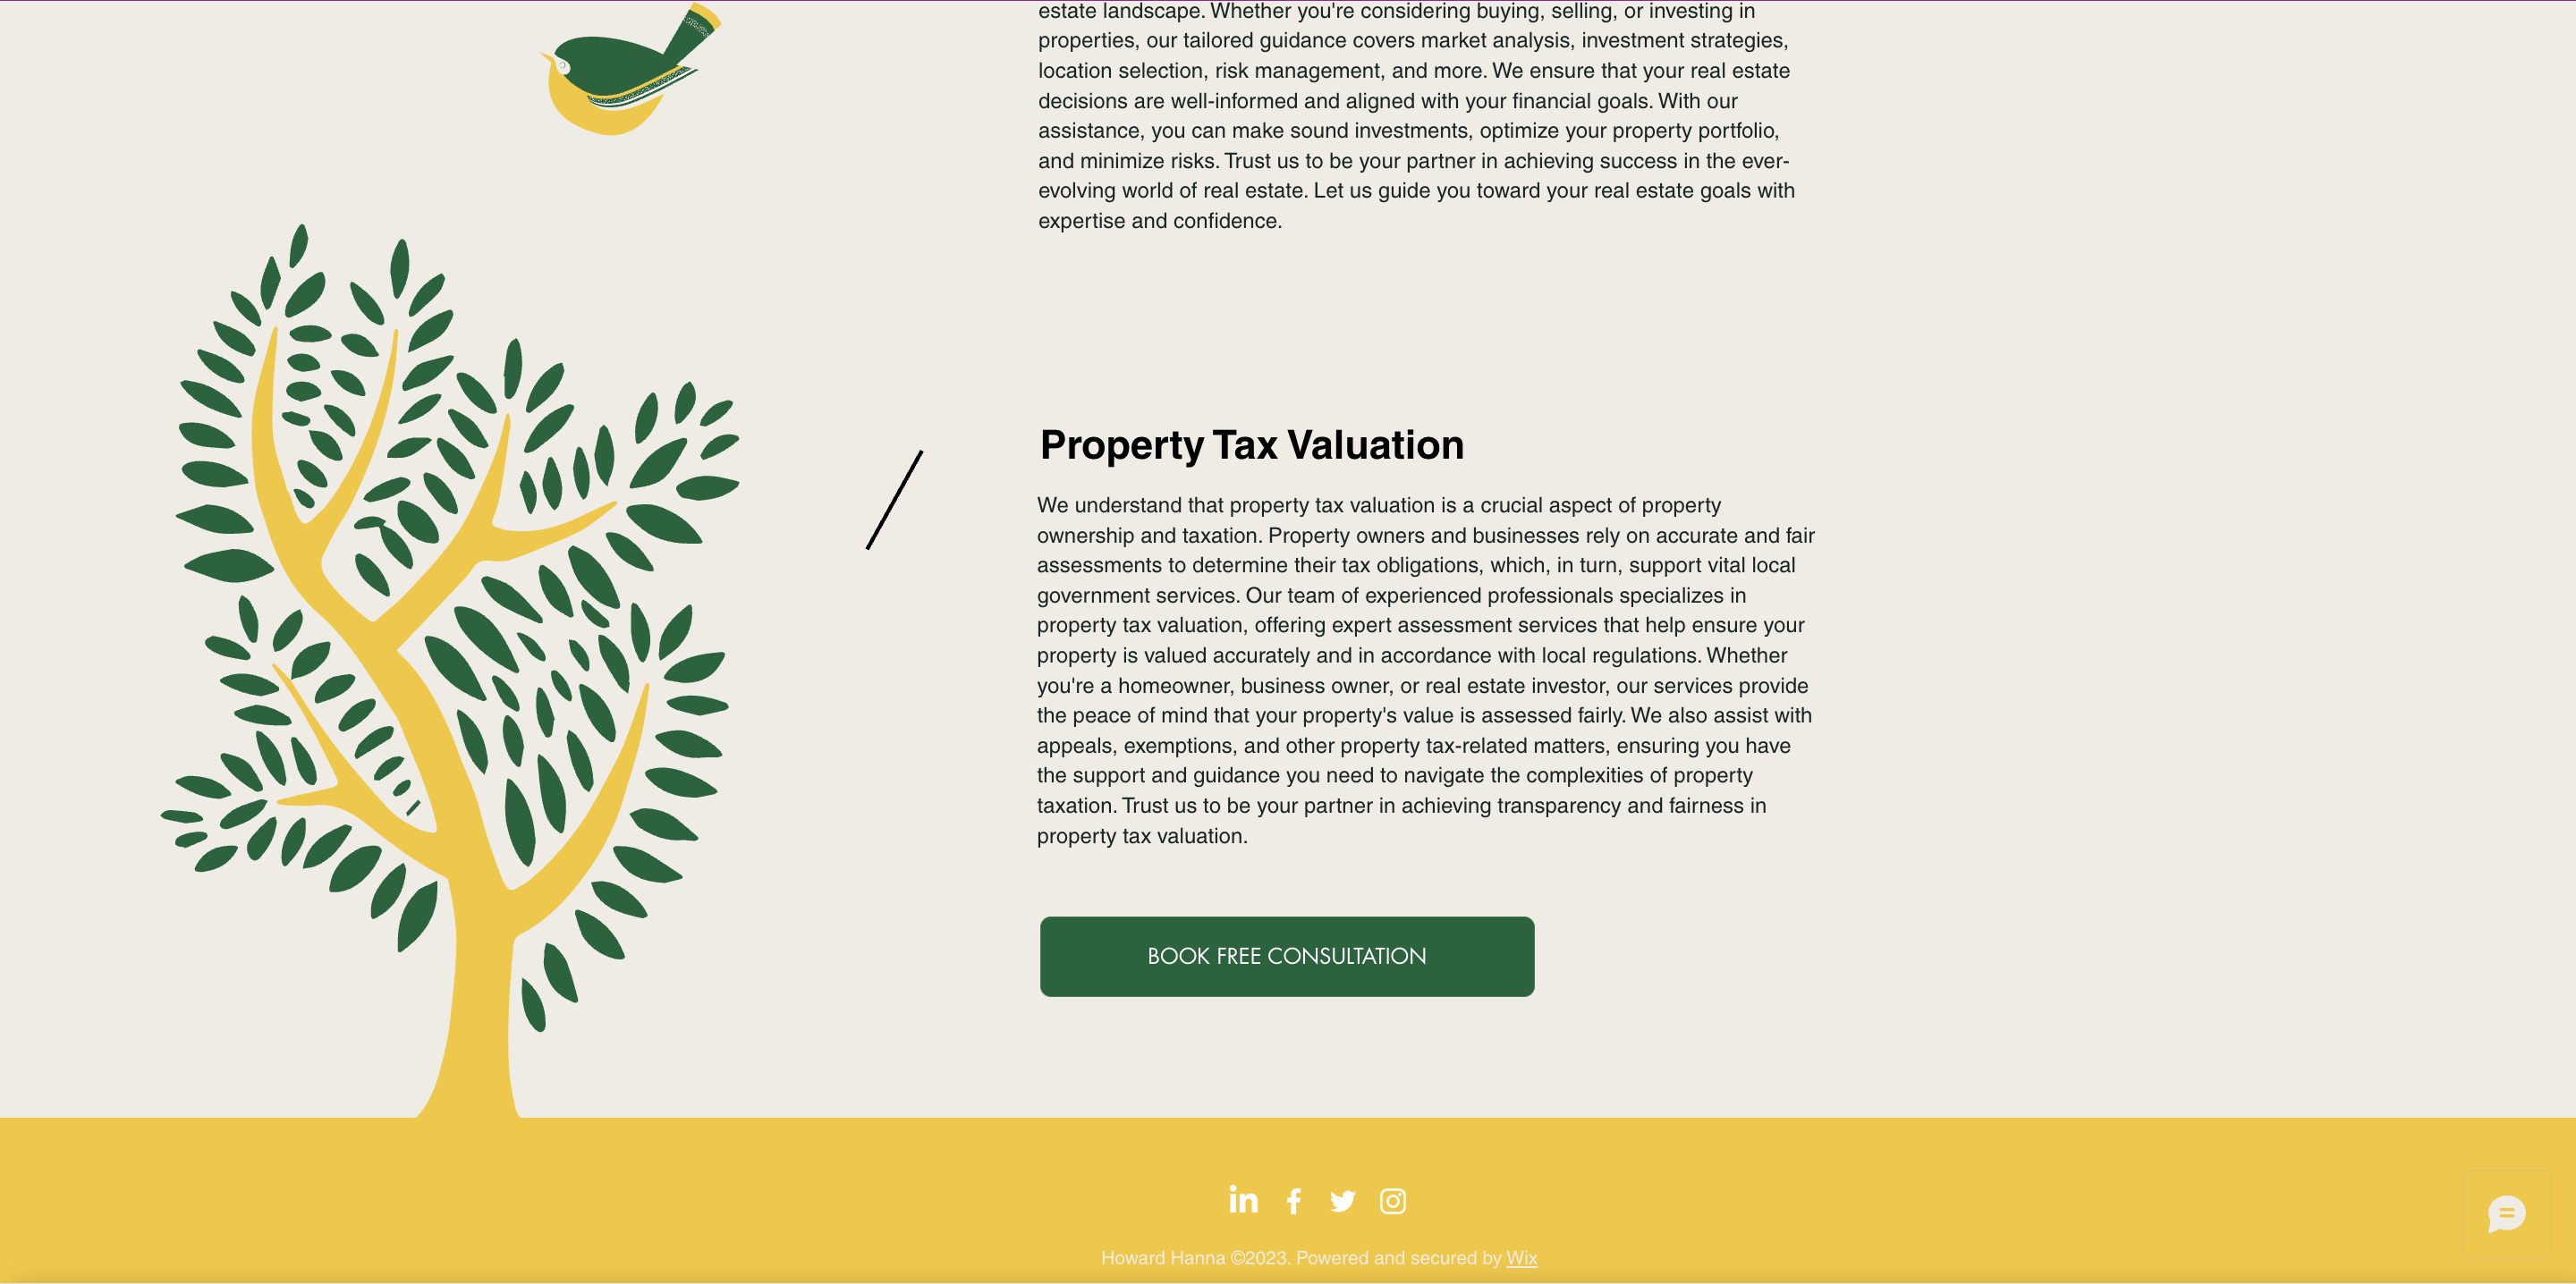 estate landscape. Whether you're considering buying, selling, or investing in
properties, our tailored guidance covers market analysis, investment strategies,
location selection, risk management, and more. We ensure that your real estate
decisions are well-informed and aligned with your financial goals. With our
assistance, you can make sound investments, optimize your property portfolio,
and minimize risks. Trust us to be your partner in achieving success in the ever-
evolving world of real estate. Let us guide you toward your real estate goals with
expertise and confidence.
Property Tax Valuation
We understand that property tax valuation is a crucial aspect of property
ownership and taxation. Property owners and businesses rely on accurate and fair
assessments to determine their tax obligations, which, in turn, support vital local
government services. Our team of experienced professionals specializes in
property tax valuation, offering expert assessment services that help ensure your
property is valued accurately and in accordance with local regulations. Whether
you're a homeowner, business owner, or real estate investor, our services provide
the peace of mind that your property's value is assessed fairly. We also assist with
appeals, exemptions, and other property tax-related matters, ensuring you have
the support and guidance you need to navigate the complexities of property
taxation. Trust us to be your partner in achieving transparency and fairness in
property tax valuation.
BOOK FREE CONSULTATION
Howard Hanna ©2023. Powered and secured by Wix